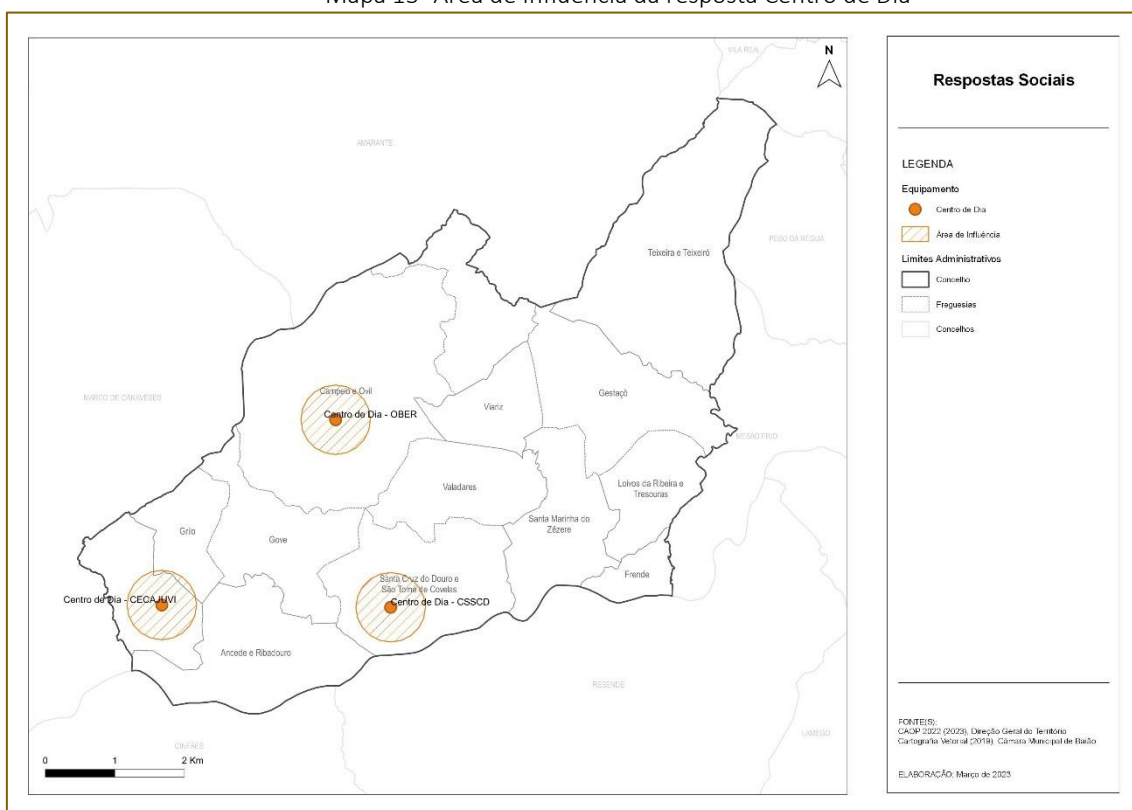 Mapa 15- Área de influência da resposta Centro de Dia
N
VILA REAL
AMARANTE
PESO DA RÉGUA
Teixeira e Teixeiró
MARCO DE CANAVESES
Campelo e Ovil
Centro de Dia - OBER
Viariz
Gestaçô
MESÃO FRIO
Valadares
Loivos da Ribeira e
Tresouras
Santa Marinha do
Zêzere
Grilo
Gove
Frende
Santa Cruz do Douro e
São Tomé de Covelas
Centro de Dia - CECAJUVI
Centro de Dia - CSSCD
Ancede e Ribadouro
RESENDE
LAMEGO
CINFÃES
0 1 2 Km
Respostas Sociais
LEGENDA
Equipamento
Centro de Dia
Área de Influência
Limites Administrativos
Concelho
Freguesias
Concelhos
FONTE(S):
CAOP 2022 (2023), Direção Geral do Território
Cartografia Vetorial (2019), Câmara Municipal de Baião
ELABORAÇÃO: Março de 2023